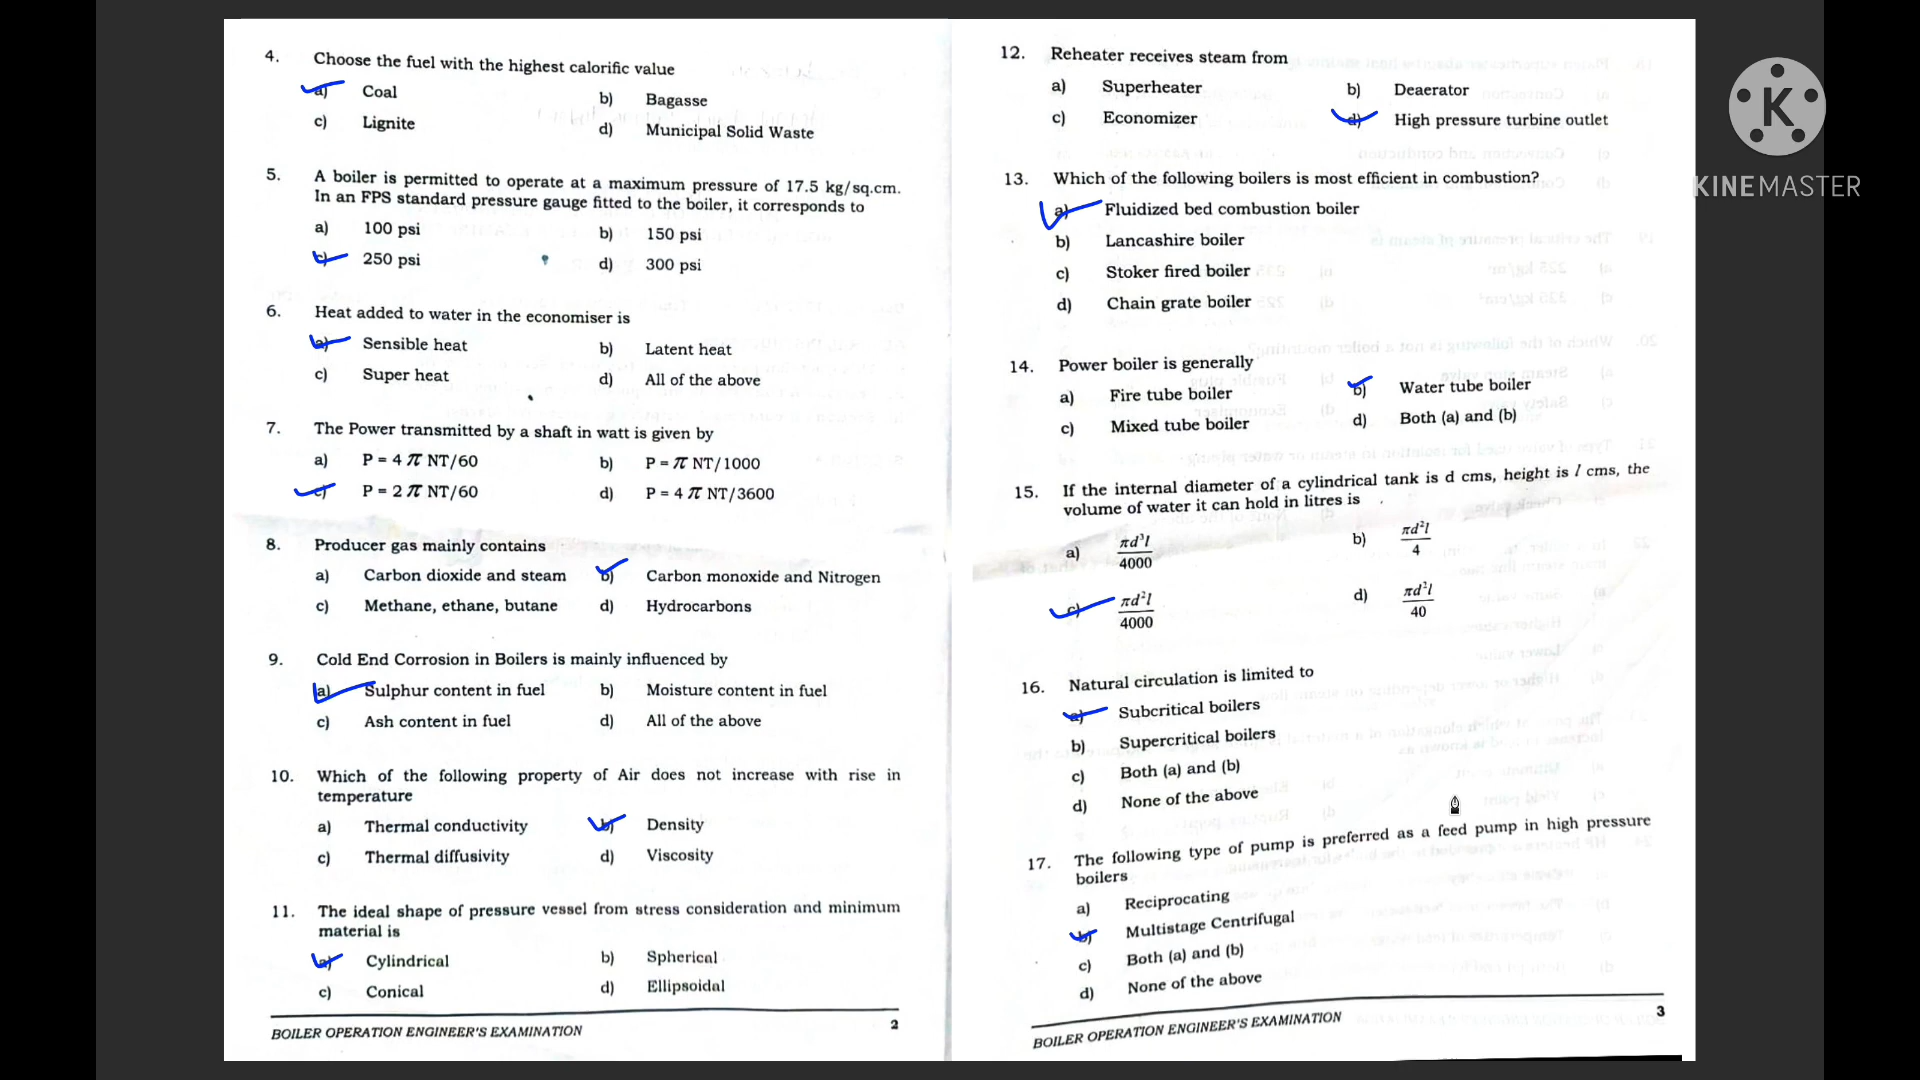 4. Choose the fuel with the highest calorific value
a) Coal b) Bagasse
c) Lignite d) Municipal Solid Waste
5. A boiler is permitted to operate at a maximum pressure of 17.5 kg/sq.cm.
In an FPS standard pressure gauge fitted to the boiler, it corresponds to
a) 100 psi b) 150 psi
c) 250 psi d) 300 psi
6. Heat added to water in the economiser is
a) Sensible heat b) Latent heat
c) Super heat d) All of the above
7. The Power transmitted by a shaft in watt is given by
a) P = 4 π NT/60 b) P = π NT/1000
c) P = 2 π NT/60 d) P = 4 π NT/3600
8. Producer gas mainly contains
a) Carbon dioxide and steam b) Carbon monoxide and Nitrogen
c) Methane, ethane, butane d) Hydrocarbons
9. Cold End Corrosion in Boilers is mainly influenced by
a) Sulphur content in fuel b) Moisture content in fuel
c) Ash content in fuel d) All of the above
10. Which of the following property of Air does not increase with rise in
temperature
a) Thermal conductivity b) Density
c) Thermal diffusivity d) Viscosity
11. The ideal shape of pressure vessel from stress consideration and minimum
material is
a) Cylindrical b) Spherical
c) Conical d) Ellipsoidal
BOILER OPERATION ENGINEER'S EXAMINATION 2
12. Reheater receives steam from
a) Superheater b) Deaerator
c) Economizer d) High pressure turbine outlet
13. Which of the following boilers is most efficient in combustion?
a) Fluidized bed combustion boiler
b) Lancashire boiler
c) Stoker fired boiler
d) Chain grate boiler
14. Power boiler is generally
a) Fire tube boiler b) Water tube boiler
c) Mixed tube boiler d) Both (a) and (b)
15. If the internal diameter of a cylindrical tank is d cms, height is l cms, the
volume of water it can hold in litres is
a) πd³l/4000 b) πd²l/4
c) πd²l/4000 d) πd²l/40
16. Natural circulation is limited to
a) Subcritical boilers
b) Supercritical boilers
c) Both (a) and (b)
d) None of the above
17. The following type of pump is preferred as a feed pump in high pressure
boilers
a) Reciprocating
b) Multistage Centrifugal
c) Both (a) and (b)
d) None of the above
BOILER OPERATION ENGINEER'S EXAMINATION 3
K
KINEMASTER